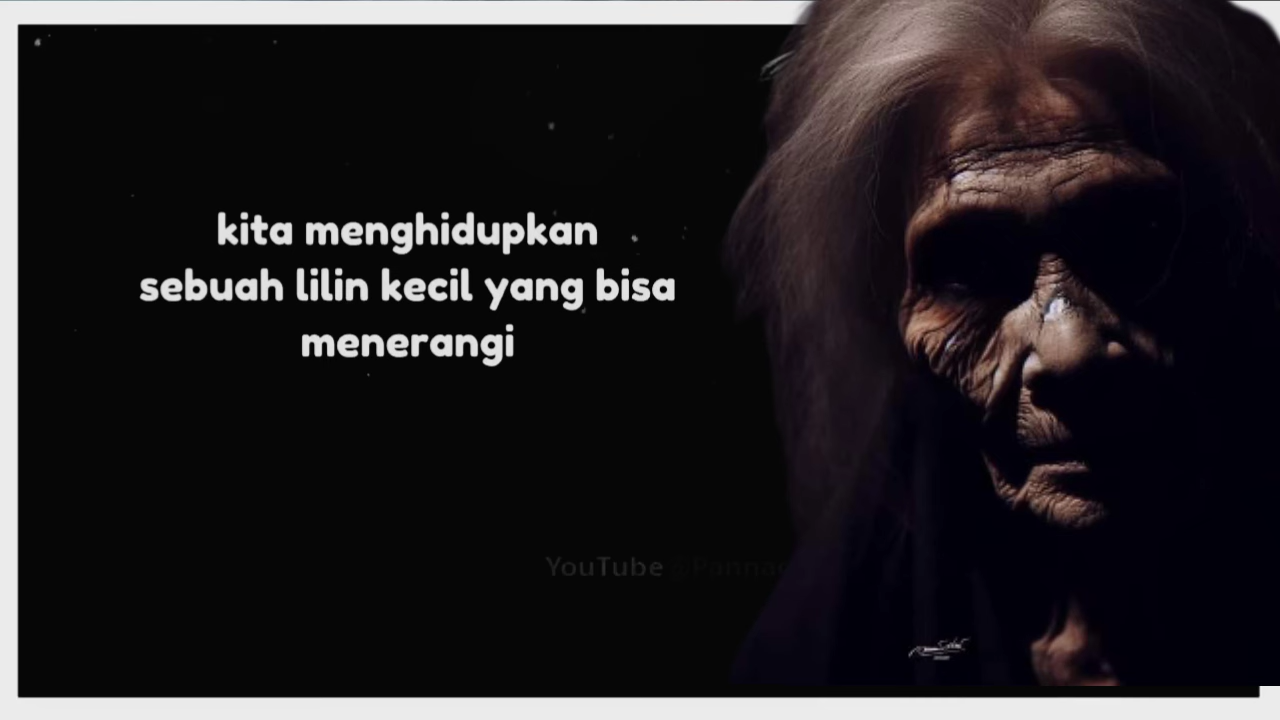 kita menghidupkan
sebuah lilin kecil yang bisa
menerangi
YouTube